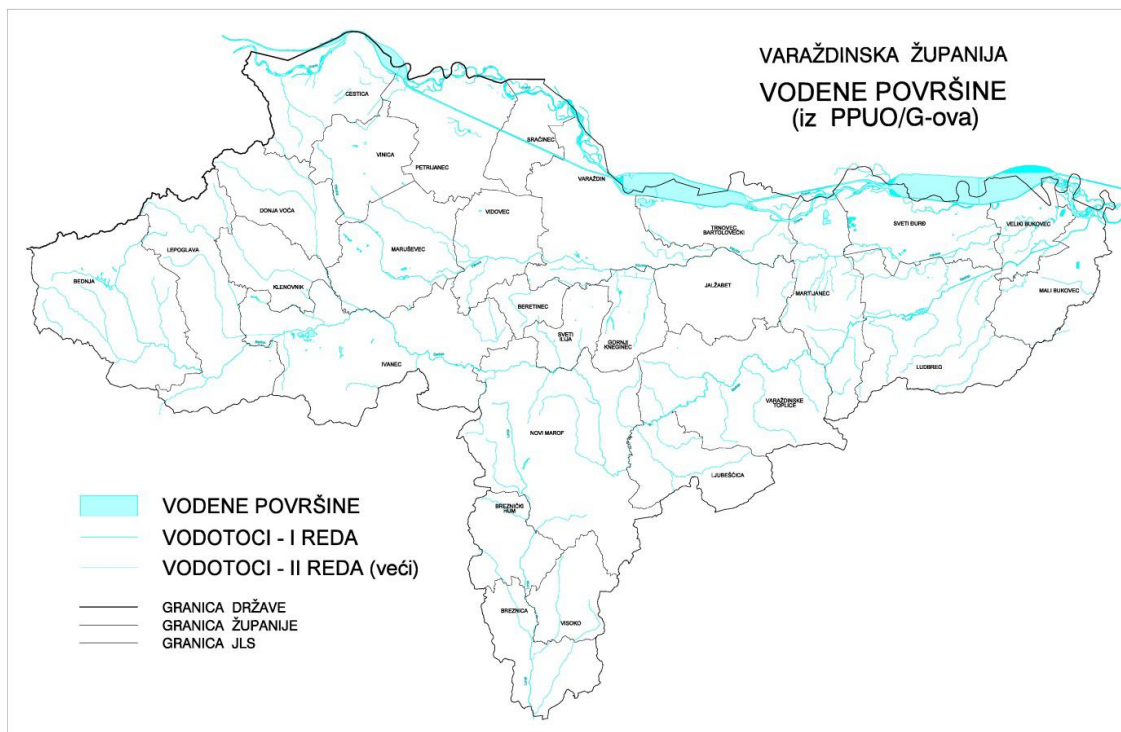 VARAŽDINSKA ŽUPANIJA
VODENE POVRŠINE
(iz PPUO/G-ova)
CESTICA
SRAČINEC
VINICA
PETRIJANEC
VARAŽDIN
DONJA VOĆA
VIDOVEC
TRNOVEC
BARTOLOVEČKI
SVETI ĐURĐ
VELIKI BUKOVEC
LEPOGLAVA
MARUŠEVEC
BEDNJA
KLENOVNIK
JALŽABET
MARTIJANEC
MALI BUKOVEC
BERETINEC
SVETI
ILIJA
GORNJI
KNEGINEC
IVANEC
LUDBREG
VARAŽDINSKE
TOPLICE
NOVI MAROF
LJUBEŠĆICA
BREZNIČKI
HUM
BREZNICA
VISOKO
VODENE POVRŠINE
VODOTOCI - I REDA
VODOTOCI - II REDA (veći)
GRANICA DRŽAVE
GRANICA ŽUPANIJE
GRANICA JLS